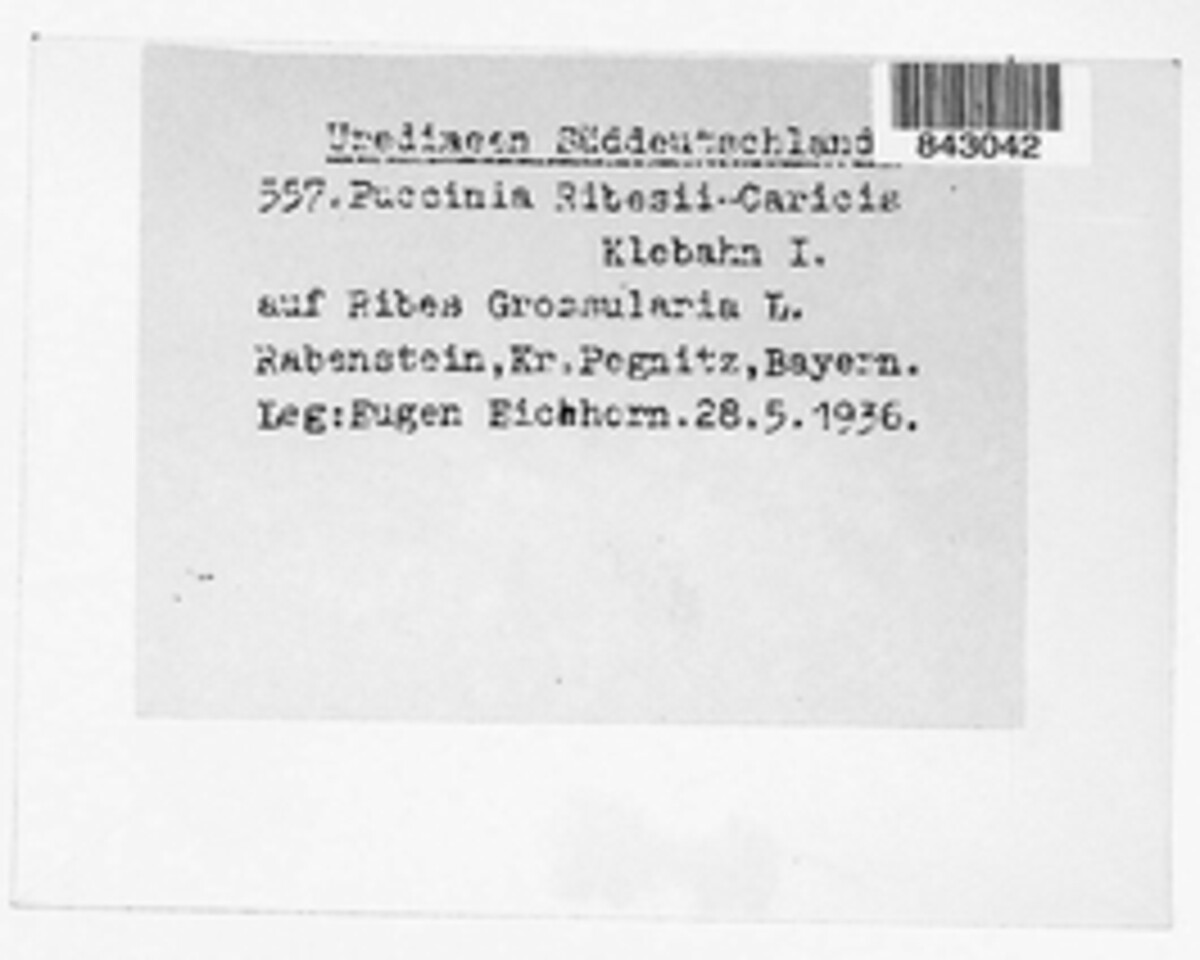 843042
Uredineen Süddeutschland
557.Puccinia Ribesii-Caricis
Klebahn I.
auf Ribes Grossularia L.
Rabenstein,Kr.Pegnitz,Bayern.
Leg:Eugen Eichhorn.28.5.1936.